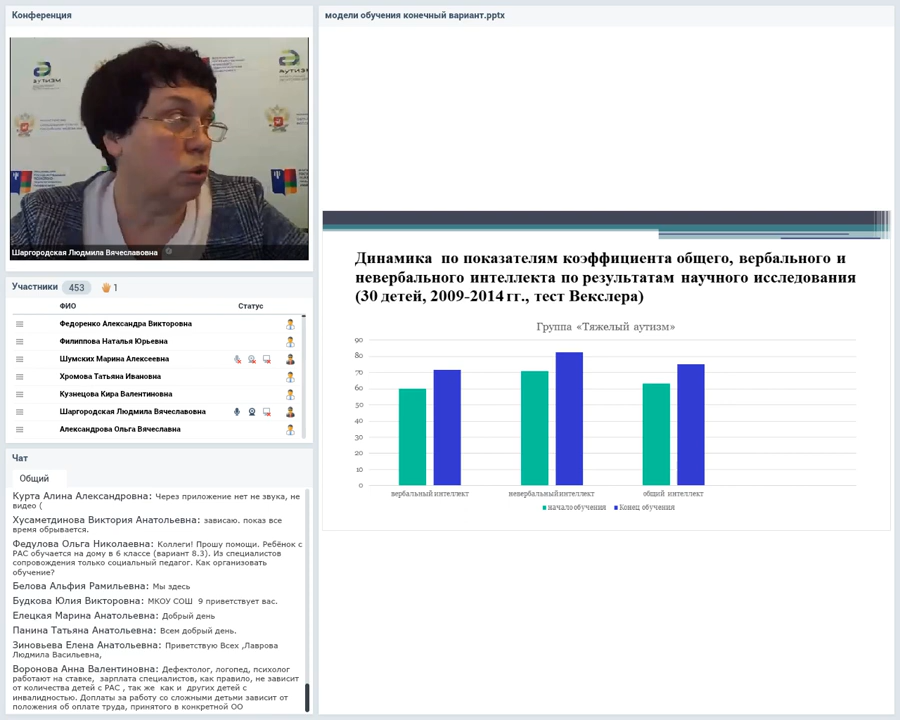 Конференция
аутизм
Шаргородская Людмила Вячеславовна
Участники 453 1
ФИО Статус
Федоренко Александра Викторовна
Филиппова Наталья Юрьевна
Шумских Марина Алексеевна
Хромова Татьяна Ивановна
Кузнецова Кира Валентиновна
Шаргородская Людмила Вячеславовна
Александрова Ольга Вячеславна
Чат
Общий
Курта Алина Александровна: Через приложение нет не звука, не
видео (
Хусаметдинова Виктория Анатольевна: зависаю. показ все
время обрывается.
Федулова Ольга Николаевна: Коллеги! Прошу помощи. Ребёнок с
РАС обучается на дому в 6 классе (вариант 8.3). Из специалистов
сопровождения только социальный педагог. Как организовать
обучение?
Белова Альфия Рамильевна: Мы здесь
Будкова Юлия Викторовна: МКОУ СОШ 9 приветствует вас.
Елецкая Марина Анатольевна: Добрый день
Панина Татьяна Анатольевна: Всем добрый день.
Зиновьева Елена Анатольевна: Приветствую Всех ,Лаврова
Людмила Васильевна,
Воронова Анна Валентиновна: Дефектолог, логопед, психолог
работают на ставке, зарплата специалистов, как правило, не зависит
от количества детей с РАС , так же как и других детей с
инвалидностью. Доплаты за работу со сложными детьми зависит от
положения об оплате труда, принятого в конкретной ОО
модели обучения конечный вариант.pptx
Динамика по показателям коэффициента общего, вербального и
невербального интеллекта по результатам научного исследования
(30 детей, 2009-2014 гг., тест Векслера)
Группа «Тяжелый аутизм»
90
80
70
60
50
40
30
20
10
0
вербальный интеллект невербальный интеллект общий интеллект
начало обучения Конец обучения